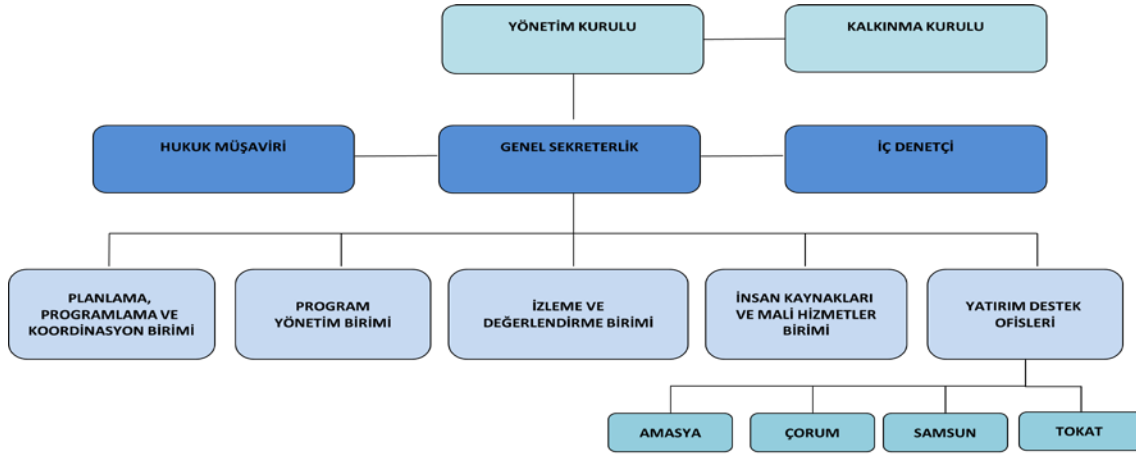 YÖNETİM KURULU
KALKINMA KURULU
HUKUK MÜŞAVİRİ
GENEL SEKRETERLİK
İÇ DENETÇİ
PLANLAMA,
PROGRAMLAMA VE
KOORDİNASYON BİRİMİ
PROGRAM
YÖNETİM BİRİMİ
İZLEME VE
DEĞERLENDİRME BİRİMİ
İNSAN KAYNAKLARI
VE MALİ HİZMETLER
BİRİMİ
YATIRIM DESTEK
OFİSLERİ
AMASYA
ÇORUM
SAMSUN
TOKAT